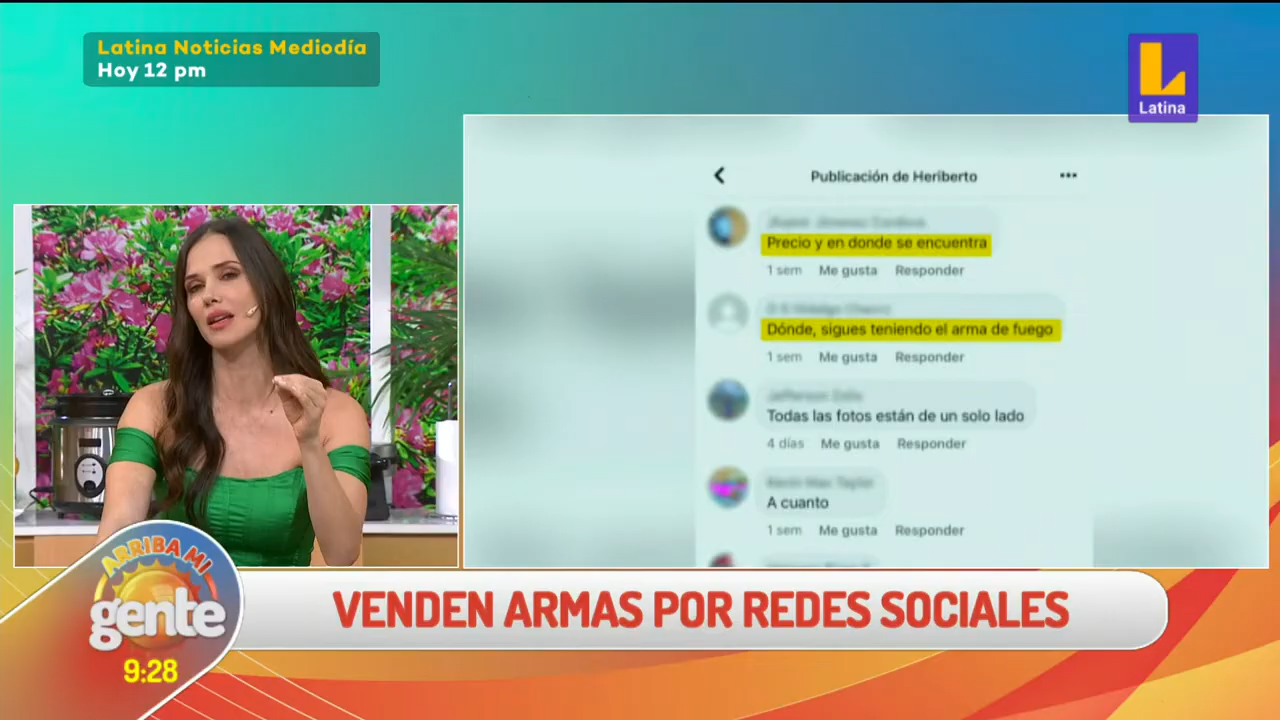 Latina Noticias Mediodía
Hoy 12 pm
Latina
Publicación de Heriberto
Precio y en donde se encuentra
1 sem Me gusta Responder
Dónde, sigues teniendo el arma de fuego
1 sem Me gusta Responder
Todas las fotos están de un solo lado
4 días Me gusta Responder
A cuanto
1 sem Me gusta Responder
ARRIBA MI
gente
9:28
VENDEN ARMAS POR REDES SOCIALES